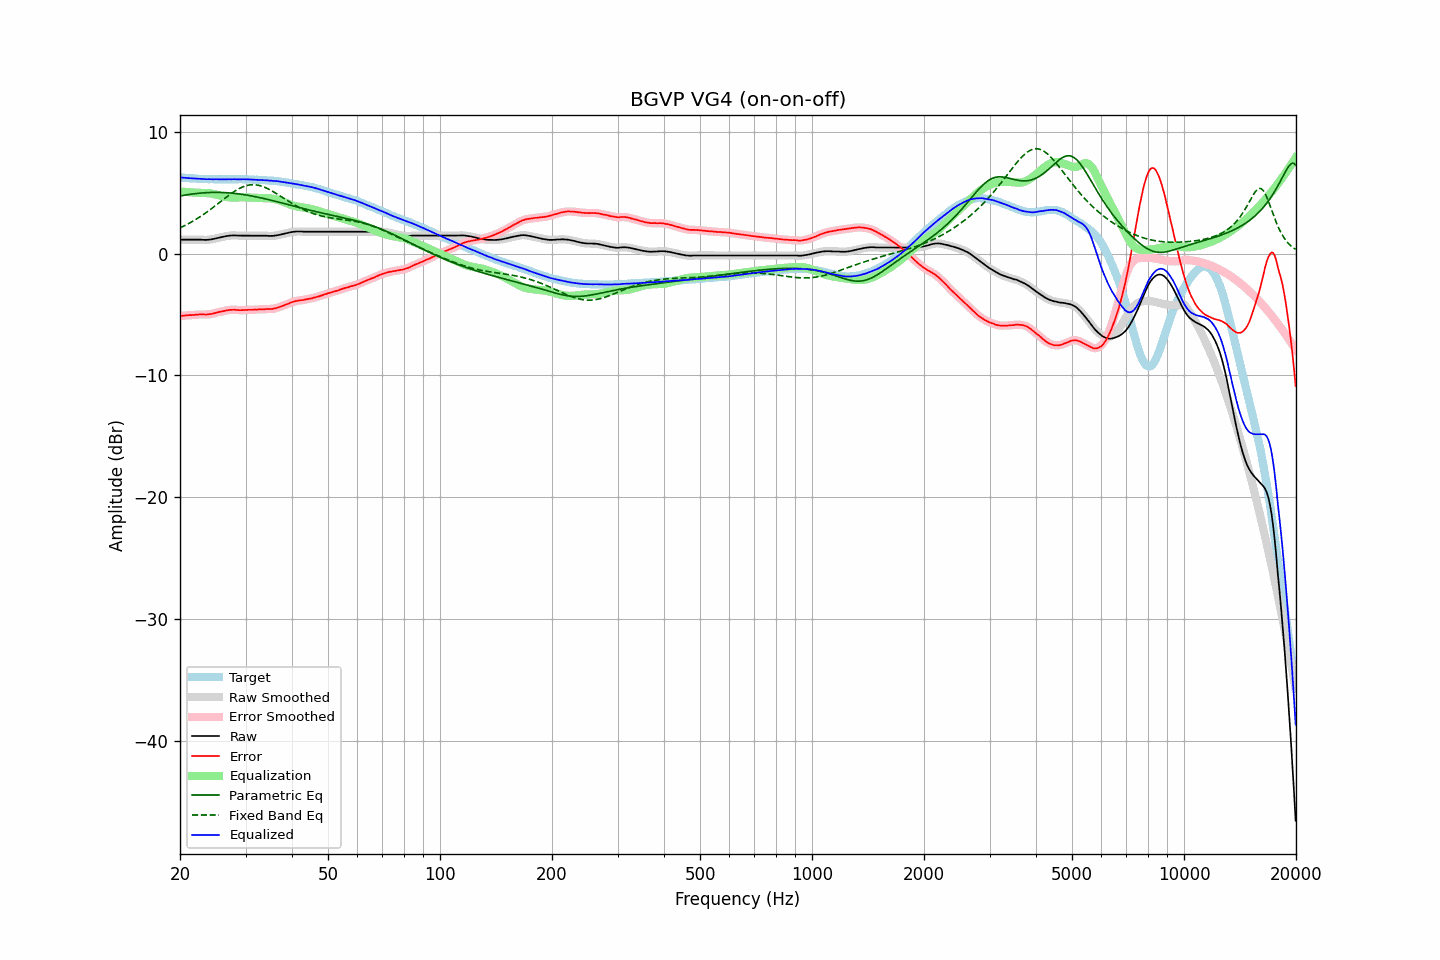 BGVP VG4 (on-on-off)
10
0
−10
−20
−30
−40
Amplitude (dBr)
Target
Raw Smoothed
Error Smoothed
Raw
Error
Equalization
Parametric Eq
Fixed Band Eq
Equalized
20
50
100
200
500
1000
2000
5000
10000
20000
Frequency (Hz)